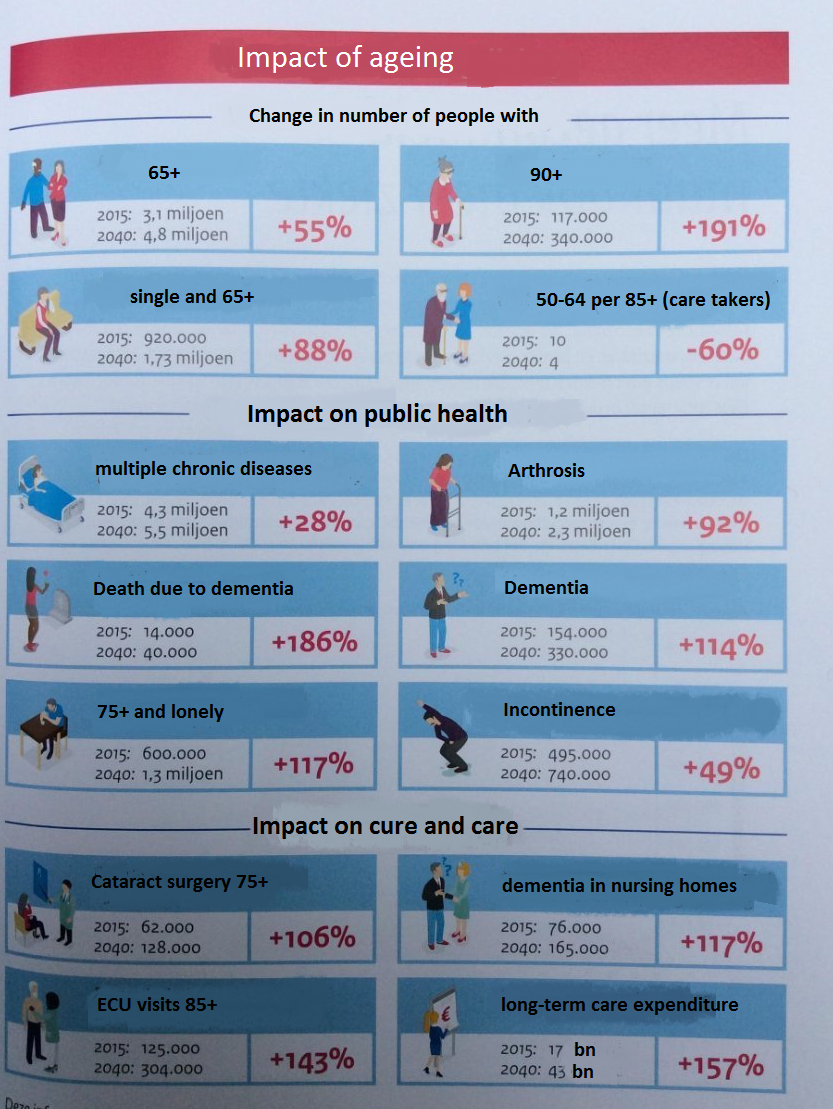 Impact of ageing
Change in number of people with
65+
2015: 3,1 miljoen
2040: 4,8 miljoen
+55%
90+
2015: 117.000
2040: 340.000
+191%
single and 65+
2015: 920.000
2040: 1,73 miljoen
+88%
50-64 per 85+ (care takers)
2015: 10
2040: 4
-60%
Impact on public health
multiple chronic diseases
2015: 4,3 miljoen
2040: 5,5 miljoen
+28%
Arthrosis
2015: 1,2 miljoen
2040: 2,3 miljoen
+92%
Death due to dementia
2015: 14.000
2040: 40.000
+186%
??
Dementia
2015: 154.000
2040: 330.000
+114%
75+ and lonely
2015: 600.000
2040: 1,3 miljoen
+117%
Incontinence
2015: 495.000
2040: 740.000
+49%
Impact on cure and care
Cataract surgery 75+
2015: 62.000
2040: 128.000
+106%
??
dementia in nursing homes
2015: 76.000
2040: 165.000
+117%
ECU visits 85+
2015: 125.000
2040: 304.000
+143%
€
long-term care expenditure
2015: 17 bn
2040: 43 bn
+157%